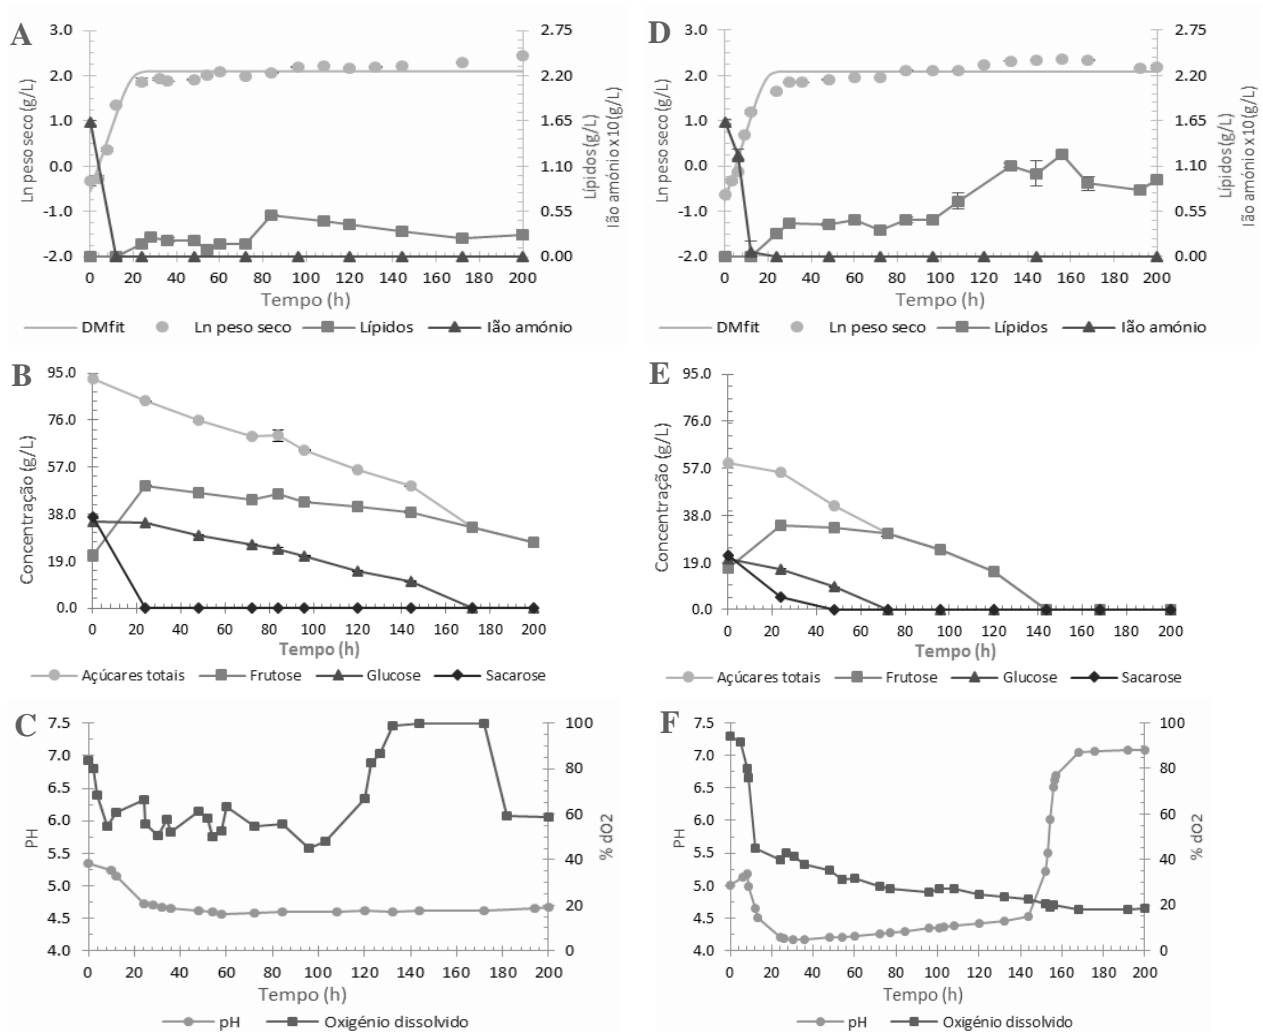 A
Ln peso seco (g/L)
3.0
2.0
1.0
0.0
-1.0
-2.0
2.75
2.20
1.65
1.10
0.55
0.00
Lípidos(g/L)
Ião amónio x10(g/L)
0 20 40 60 80 100 120 140 160 180 200
Tempo (h)
DMfit Ln peso seco Lípidos Ião amónio
D
Ln peso seco (g/L)
3.0
2.0
1.0
0.0
-1.0
-2.0
2.75
2.20
1.65
1.10
0.55
0.00
Lípidos(g/L)
Ião amónio x10(g/L)
0 20 40 60 80 100 120 140 160 180 200
Tempo (h)
DMfit Ln peso seco Lípidos Ião amónio
B
Concentração (g/L)
95.0
76.0
57.0
38.0
19.0
0.0
0 20 40 60 80 100 120 140 160 180 200
Tempo (h)
Açúcares totais Frutose Glucose Sacarose
E
Concentração (g/L)
95.0
76.0
57.0
38.0
19.0
0.0
0 20 40 60 80 100 120 140 160 180 200
Tempo (h)
Açúcares totais Frutose Glucose Sacarose
C
PH
7.5
7.0
6.5
6.0
5.5
5.0
4.5
4.0
100
80
60
40
20
0
% dO2
0 20 40 60 80 100 120 140 160 180 200
Tempo (h)
pH Oxigénio dissolvido
F
PH
7.5
7.0
6.5
6.0
5.5
5.0
4.5
4.0
100
80
60
40
20
0
% dO2
0 20 40 60 80 100 120 140 160 180 200
Tempo (h)
pH Oxigénio dissolvido